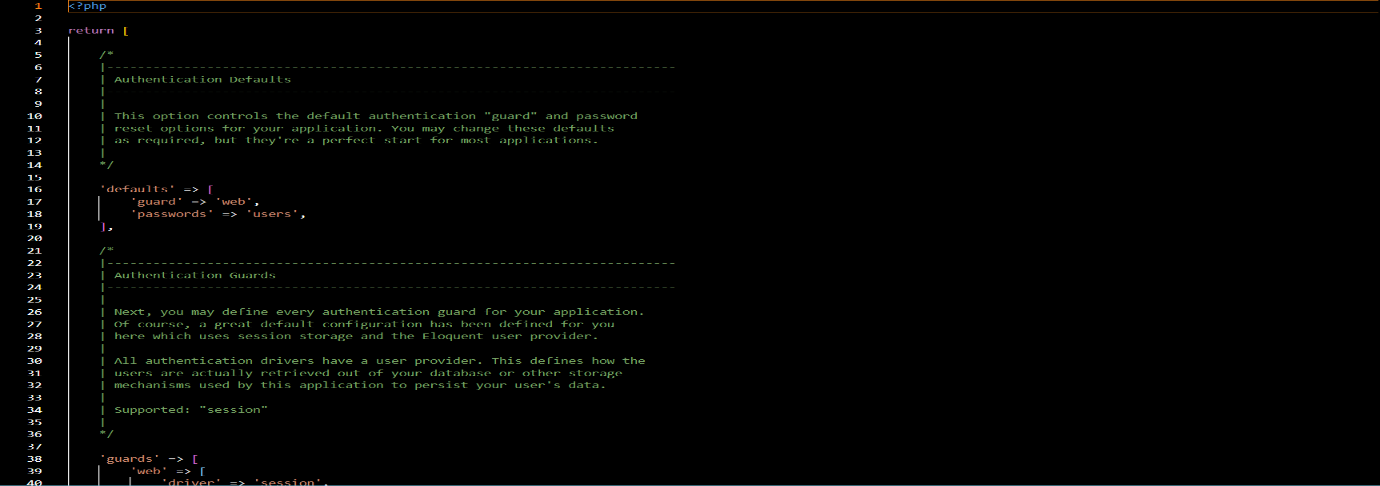 1 <?php
2
3 return [
4
5     /*
6     |--------------------------------------------------------------------------
7     | Authentication Defaults
8     |--------------------------------------------------------------------------
9     |
10     | This option controls the default authentication "guard" and password
11     | reset options for your application. You may change these defaults
12     | as required, but they're a perfect start for most applications.
13     |
14     */
15
16     'defaults' => [
17         'guard' => 'web',
18         'passwords' => 'users',
19     ],
20
21     /*
22     |--------------------------------------------------------------------------
23     | Authentication Guards
24     |--------------------------------------------------------------------------
25     |
26     | Next, you may define every authentication guard for your application.
27     | Of course, a great default configuration has been defined for you
28     | here which uses session storage and the Eloquent user provider.
29     |
30     | All authentication drivers have a user provider. This defines how the
31     | users are actually retrieved out of your database or other storage
32     | mechanisms used by this application to persist your user's data.
33     |
34     | Supported: "session"
35     |
36     */
37
38     'guards' => [
39         'web' => [
40             'driver' => 'session',